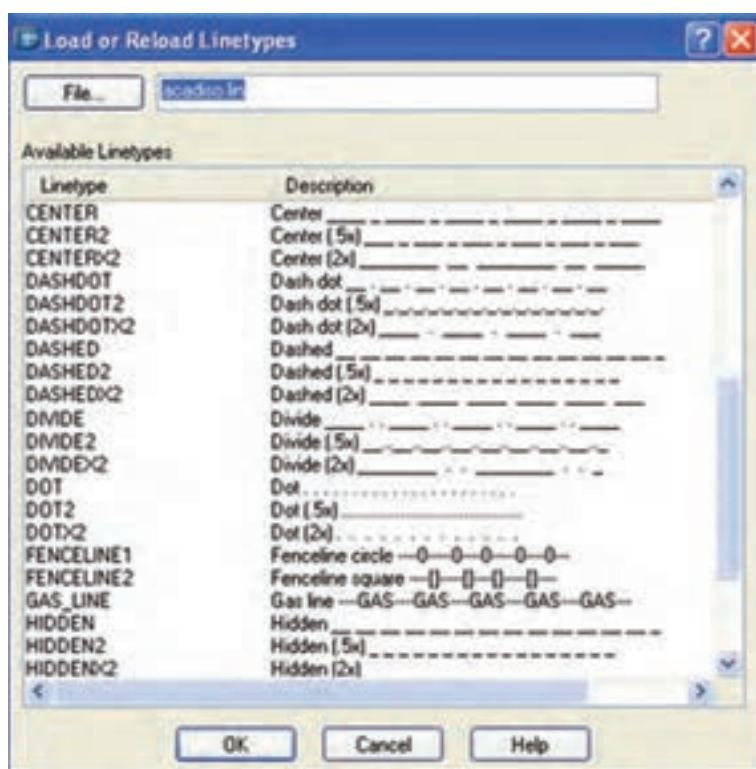 Load or Reload Linetypes
File... acadiso.lin
Available Linetypes
Linetype Description
CENTER Center
CENTER2 Center (.5x)
CENTERX2 Center (2x)
DASHDOT Dash dot
DASHDOT2 Dash dot (.5x)
DASHDOTX2 Dash dot (2x)
DASHED Dashed
DASHED2 Dashed (.5x)
DASHEDX2 Dashed (2x)
DIVIDE Divide
DIVIDE2 Divide (.5x)
DIVIDEX2 Divide (2x)
DOT Dot
DOT2 Dot (.5x)
DOTX2 Dot (2x)
FENCELINE1 Fenceline circle ---0---0---0---0---0--
FENCELINE2 Fenceline square ---[]---[]---[]---[]---
GAS_LINE Gas line ---GAS---GAS---GAS---GAS---GAS--
HIDDEN Hidden
HIDDEN2 Hidden (.5x)
HIDDENX2 Hidden (2x)
OK Cancel Help